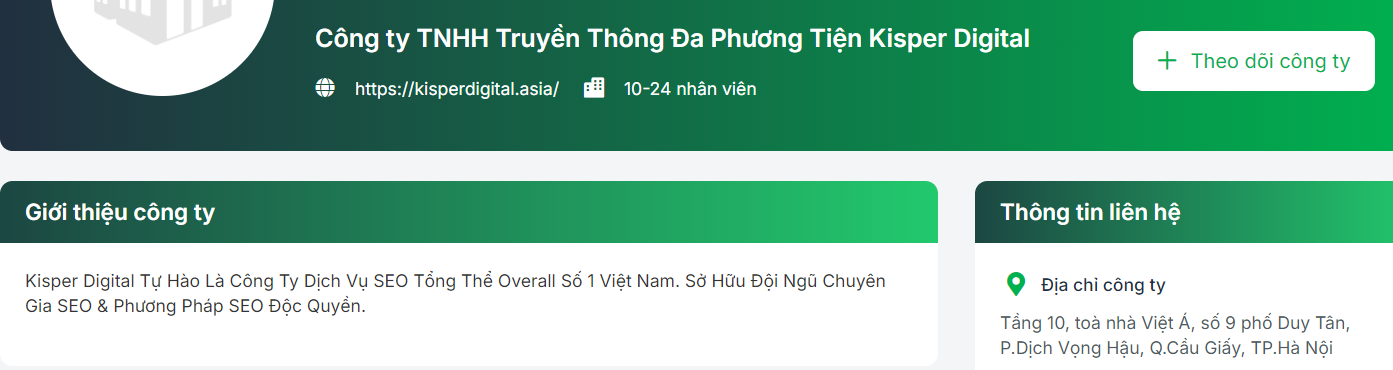 Công ty TNHH Truyền Thông Đa Phương Tiện Kisper Digital
https://kisperdigital.asia/ 10-24 nhân viên
+ Theo dõi công ty
Giới thiệu công ty
Kisper Digital Tự Hào Là Công Ty Dịch Vụ SEO Tổng Thể Overall Số 1 Việt Nam. Sở Hữu Đội Ngũ Chuyên
Gia SEO & Phương Pháp SEO Độc Quyền.
Thông tin liên hệ
Địa chỉ công ty
Tầng 10, toà nhà Việt Á, số 9 phố Duy Tân,
P.Dịch Vọng Hậu, Q.Cầu Giấy, TP.Hà Nội